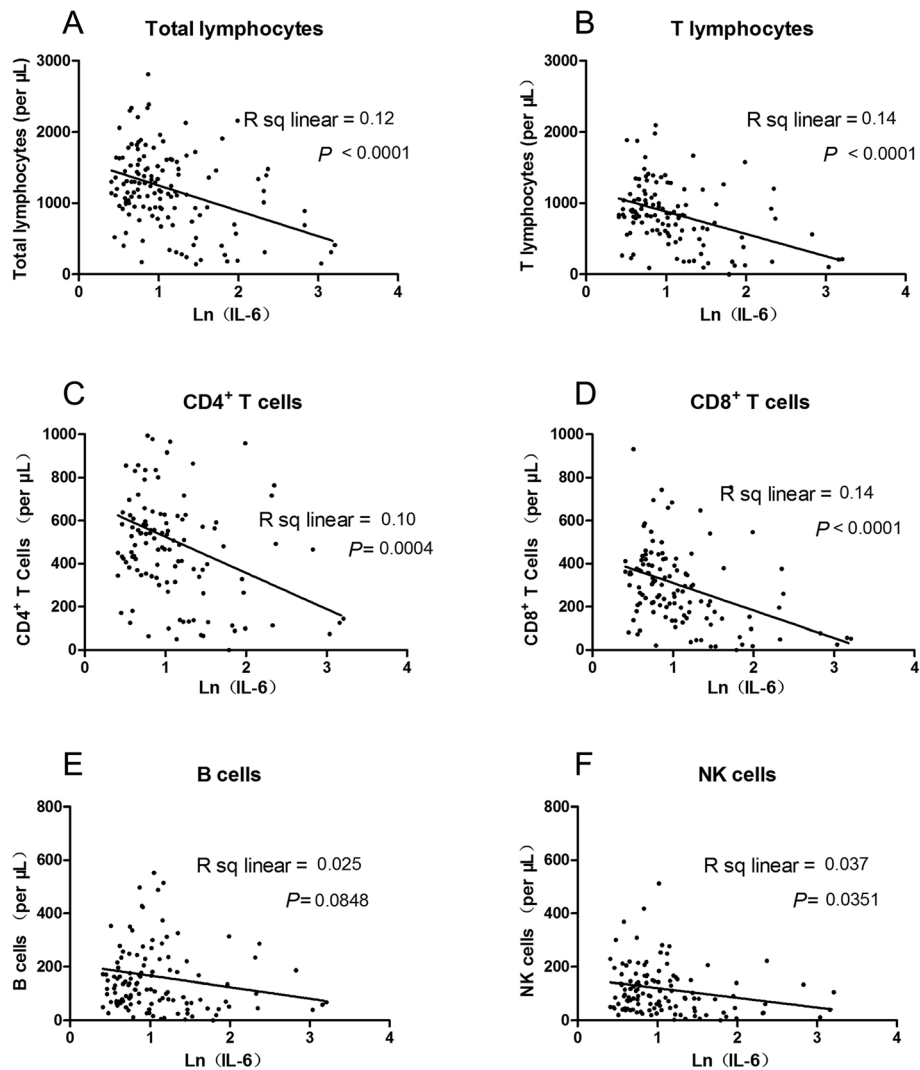 A
Total lymphocytes
Total lymphocytes (per µL)
3000
2000
1000
0
R sq linear = 0.12
P < 0.0001
0 1 2 3 4
Ln（IL-6）
B
T lymphocytes
T lymphocytes (per µL)
3000
2000
1000
0
R sq linear = 0.14
P < 0.0001
0 1 2 3 4
Ln（IL-6）
C
CD4+ T cells
CD4+ T Cells（per µL）
1000
800
600
400
200
0
R sq linear = 0.10
P= 0.0004
0 1 2 3 4
Ln（IL-6）
D
CD8+ T cells
CD8+ T Cells（per µL）
1000
800
600
400
200
0
R sq linear = 0.14
P< 0.0001
0 1 2 3 4
Ln（IL-6）
E
B cells
B cells（per µL）
800
600
400
200
0
R sq linear = 0.025
P= 0.0848
0 1 2 3 4
Ln（IL-6）
F
NK cells
NK cells（per µL）
800
600
400
200
0
R sq linear = 0.037
P= 0.0351
0 1 2 3 4
Ln（IL-6）